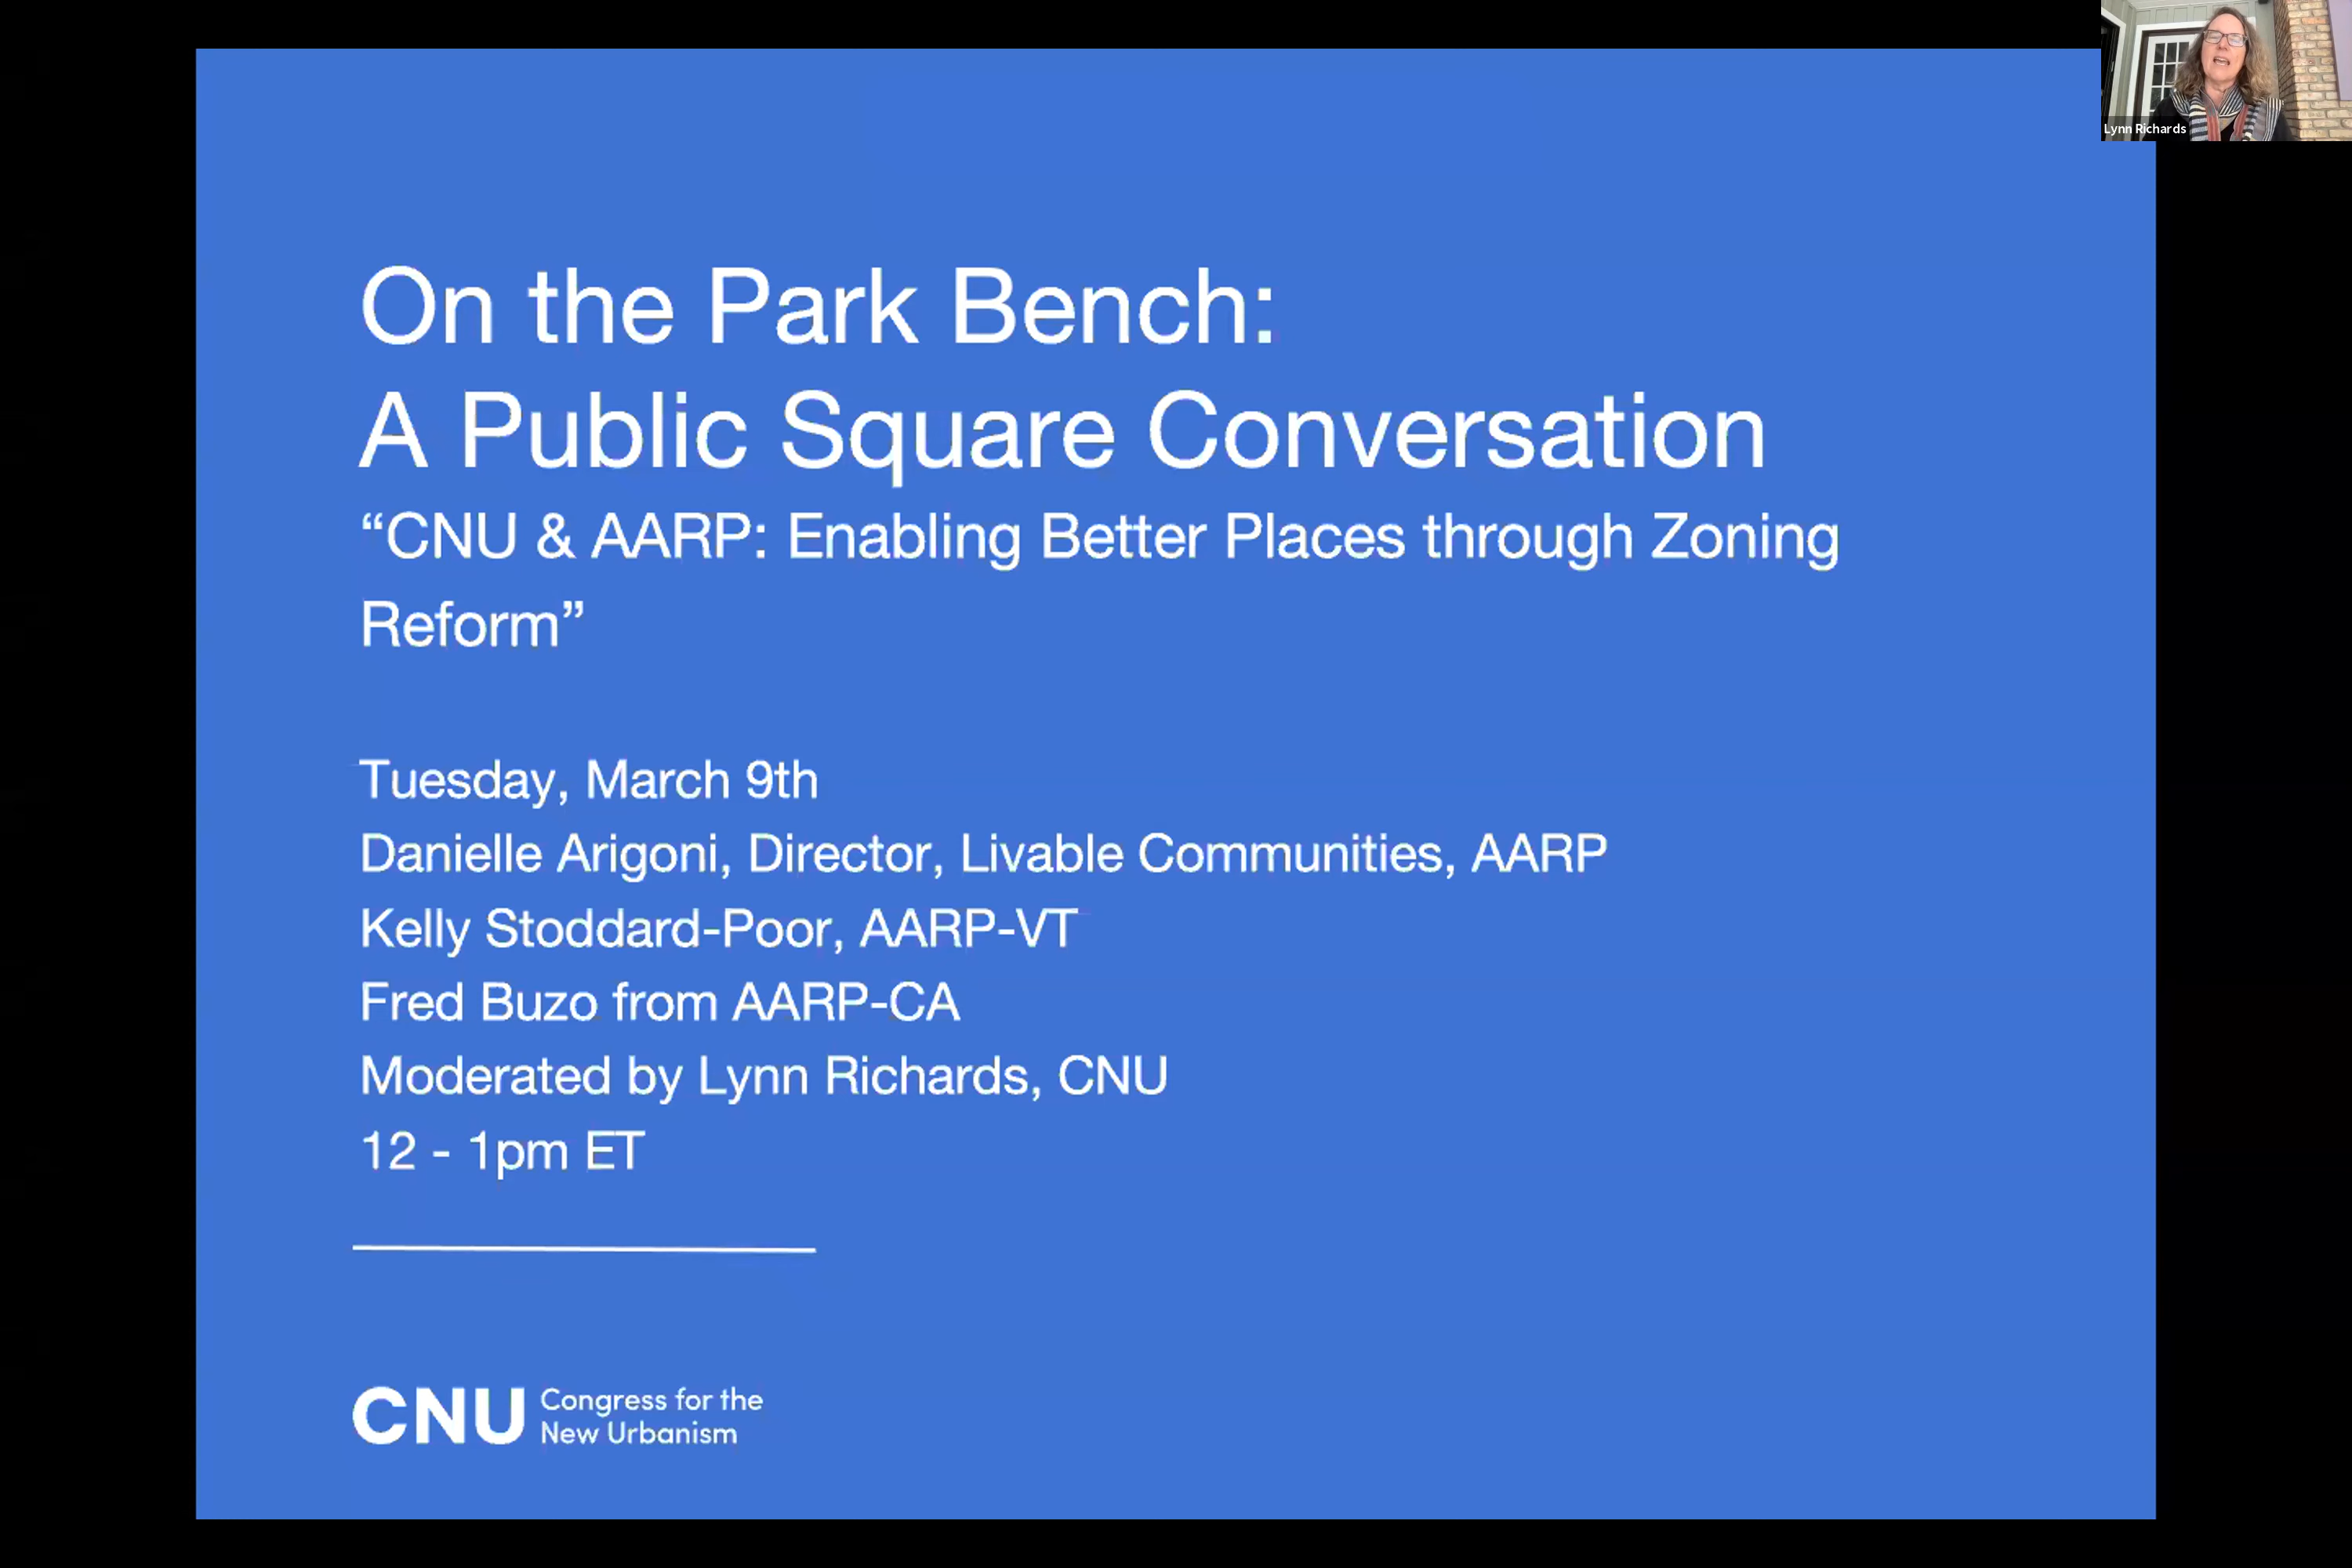 Lynn Richards
On the Park Bench:
A Public Square Conversation
“CNU & AARP: Enabling Better Places through Zoning
Reform”
Tuesday, March 9th
Danielle Arigoni, Director, Livable Communities, AARP
Kelly Stoddard-Poor, AARP-VT
Fred Buzo from AARP-CA
Moderated by Lynn Richards, CNU
12 - 1pm ET
CNU
Congress for the
New Urbanism